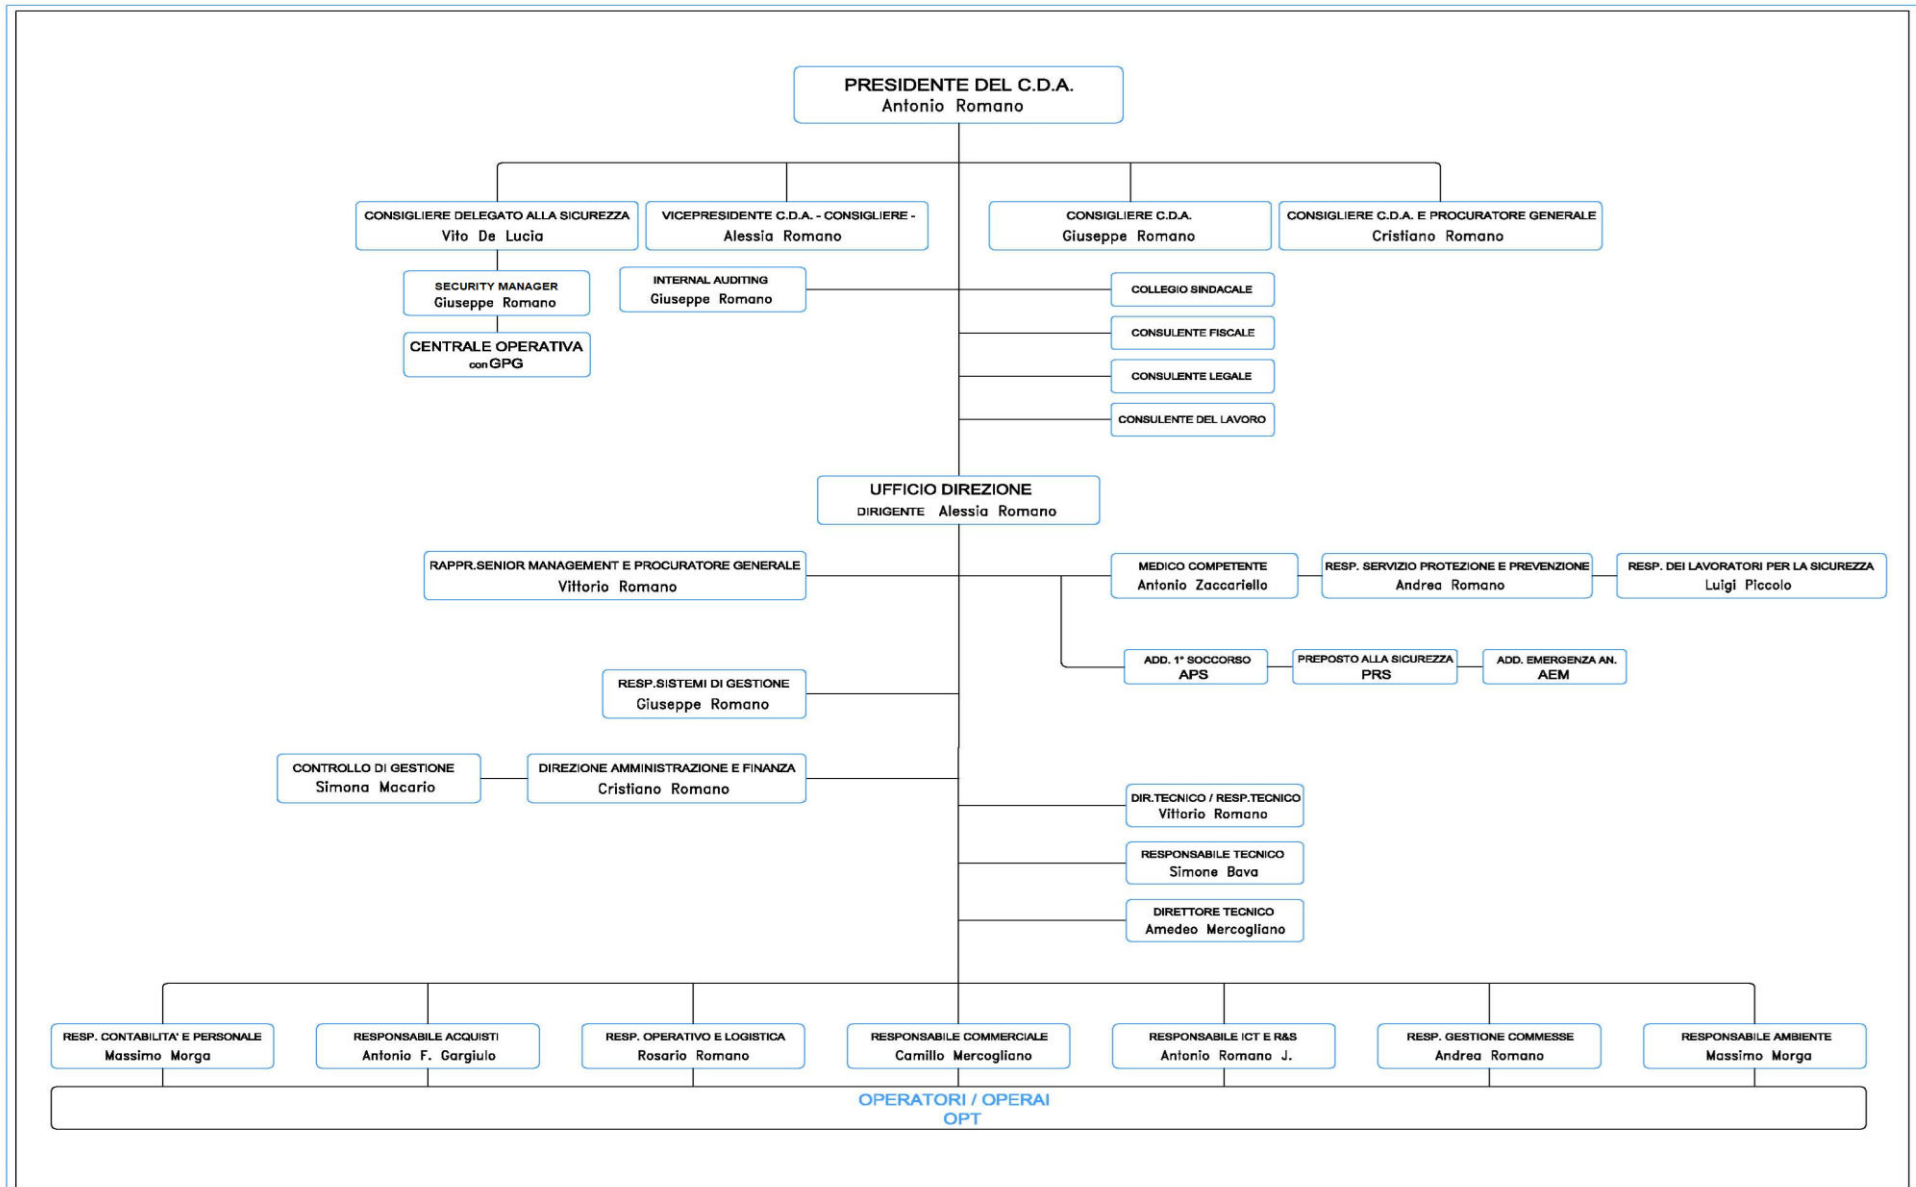 PRESIDENTE DEL C.D.A.
Antonio Romano
CONSIGLIERE DELEGATO ALLA SICUREZZA
Vito De Lucia
VICEPRESIDENTE C.D.A. - CONSIGLIERE -
Alessia Romano
CONSIGLIERE C.D.A.
Giuseppe Romano
CONSIGLIERE C.D.A. E PROCURATORE GENERALE
Cristiano Romano
SECURITY MANAGER
Giuseppe Romano
INTERNAL AUDITING
Giuseppe Romano
COLLEGIO SINDACALE
CENTRALE OPERATIVA
con GPG
CONSULENTE FISCALE
CONSULENTE LEGALE
CONSULENTE DEL LAVORO
UFFICIO DIREZIONE
DIRIGENTE Alessia Romano
RAPPR.SENIOR MANAGEMENT E PROCURATORE GENERALE
Vittorio Romano
MEDICO COMPETENTE
Antonio Zaccariello
RESP. SERVIZIO PROTEZIONE E PREVENZIONE
Andrea Romano
RESP. DEI LAVORATORI PER LA SICUREZZA
Luigi Piccolo
ADD. 1° SOCCORSO
APS
PREPOSTO ALLA SICUREZZA
PRS
ADD. EMERGENZA AN.
AEM
RESP.SISTEMI DI GESTIONE
Giuseppe Romano
CONTROLLO DI GESTIONE
Simona Macario
DIREZIONE AMMINISTRAZIONE E FINANZA
Cristiano Romano
DIR.TECNICO / RESP.TECNICO
Vittorio Romano
RESPONSABILE TECNICO
Simone Bava
DIRETTORE TECNICO
Amedeo Mercogliano
RESP. CONTABILITA' E PERSONALE
Massimo Morga
RESPONSABILE ACQUISTI
Antonio F. Gargiulo
RESP. OPERATIVO E LOGISTICA
Rosario Romano
RESPONSABILE COMMERCIALE
Camillo Mercogliano
RESPONSABILE ICT E R&S
Antonio Romano J.
RESP. GESTIONE COMMESSE
Andrea Romano
RESPONSABILE AMBIENTE
Massimo Morga
OPERATORI / OPERAI
OPT